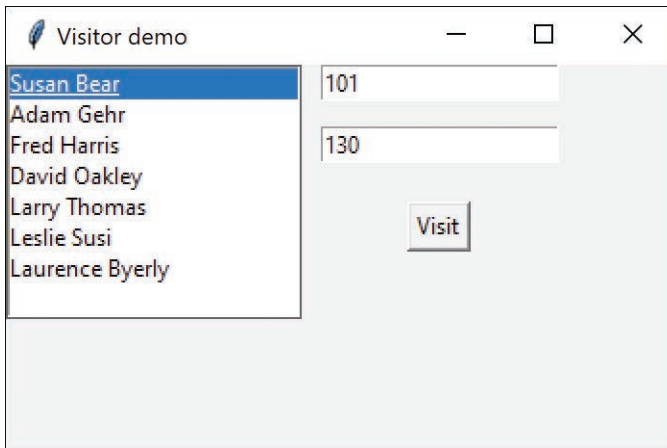 Visitor demo
Susan Bear
Adam Gehr
Fred Harris
David Oakley
Larry Thomas
Leslie Susi
Laurence Byerly
101
130
Visit